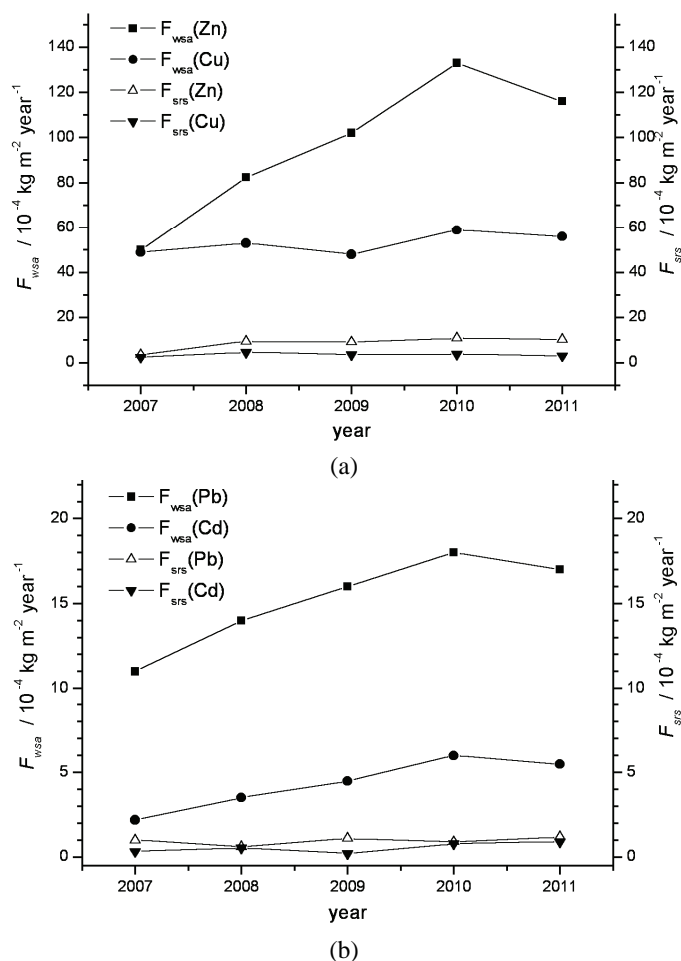 F_wsa(Zn)
F_wsa(Cu)
F_srs(Zn)
F_srs(Cu)
140
120
100
80
60
40
20
0
F_wsa / 10^-4 kg m^-2 year^-1
140
120
100
80
60
40
20
0
F_srs / 10^-4 kg m^-2 year^-1
2007 2008 2009 2010 2011
year
(a)
F_wsa(Pb)
F_wsa(Cd)
F_srs(Pb)
F_srs(Cd)
20
15
10
5
0
F_wsa / 10^-4 kg m^-2 year^-1
20
15
10
5
0
F_srs / 10^-4 kg m^-2 year^-1
2007 2008 2009 2010 2011
year
(b)